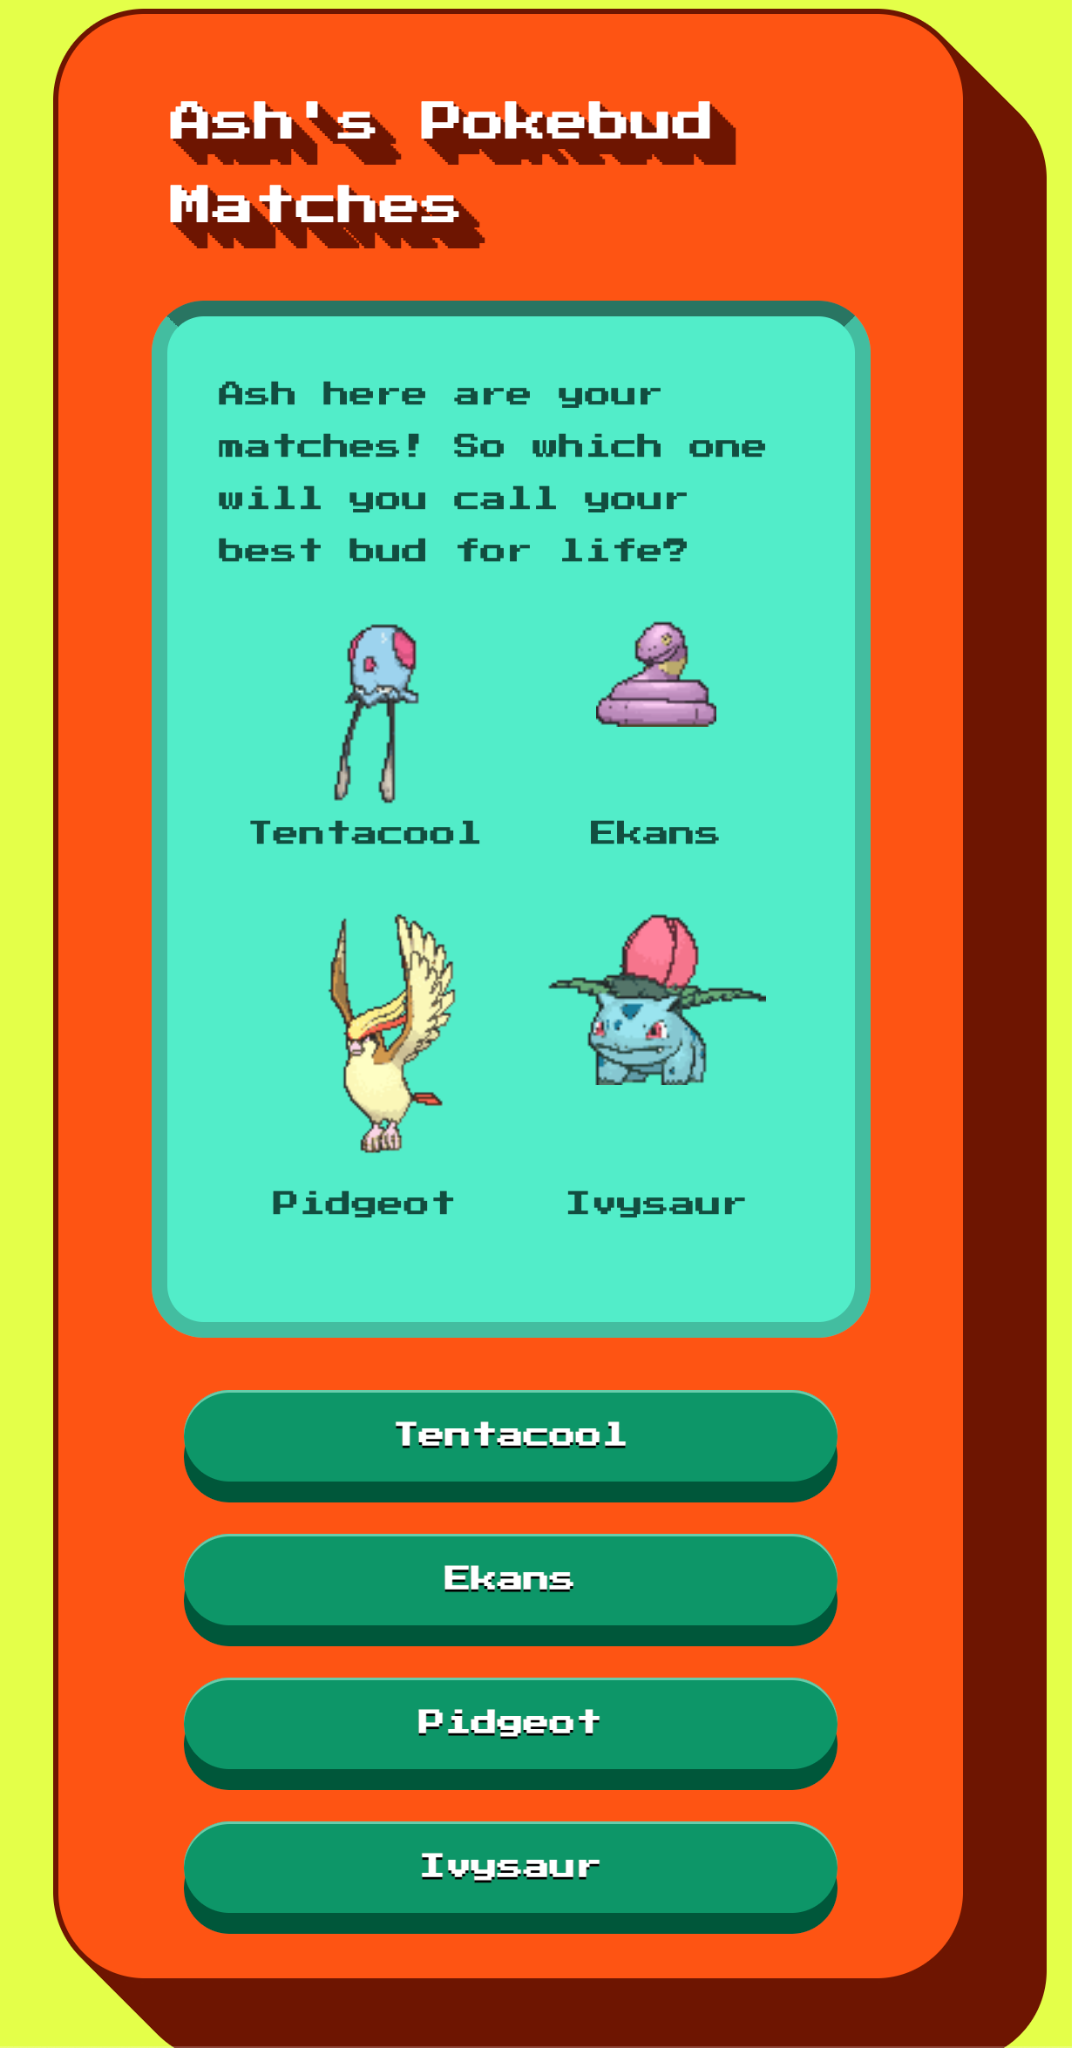 Ash's Pokebud
Matches
Ash here are your
matches! So which one
will you call your
best bud for life?
Tentacool
Ekans
Pidgeot
Ivysaur
Tentacool
Ekans
Pidgeot
Ivysaur